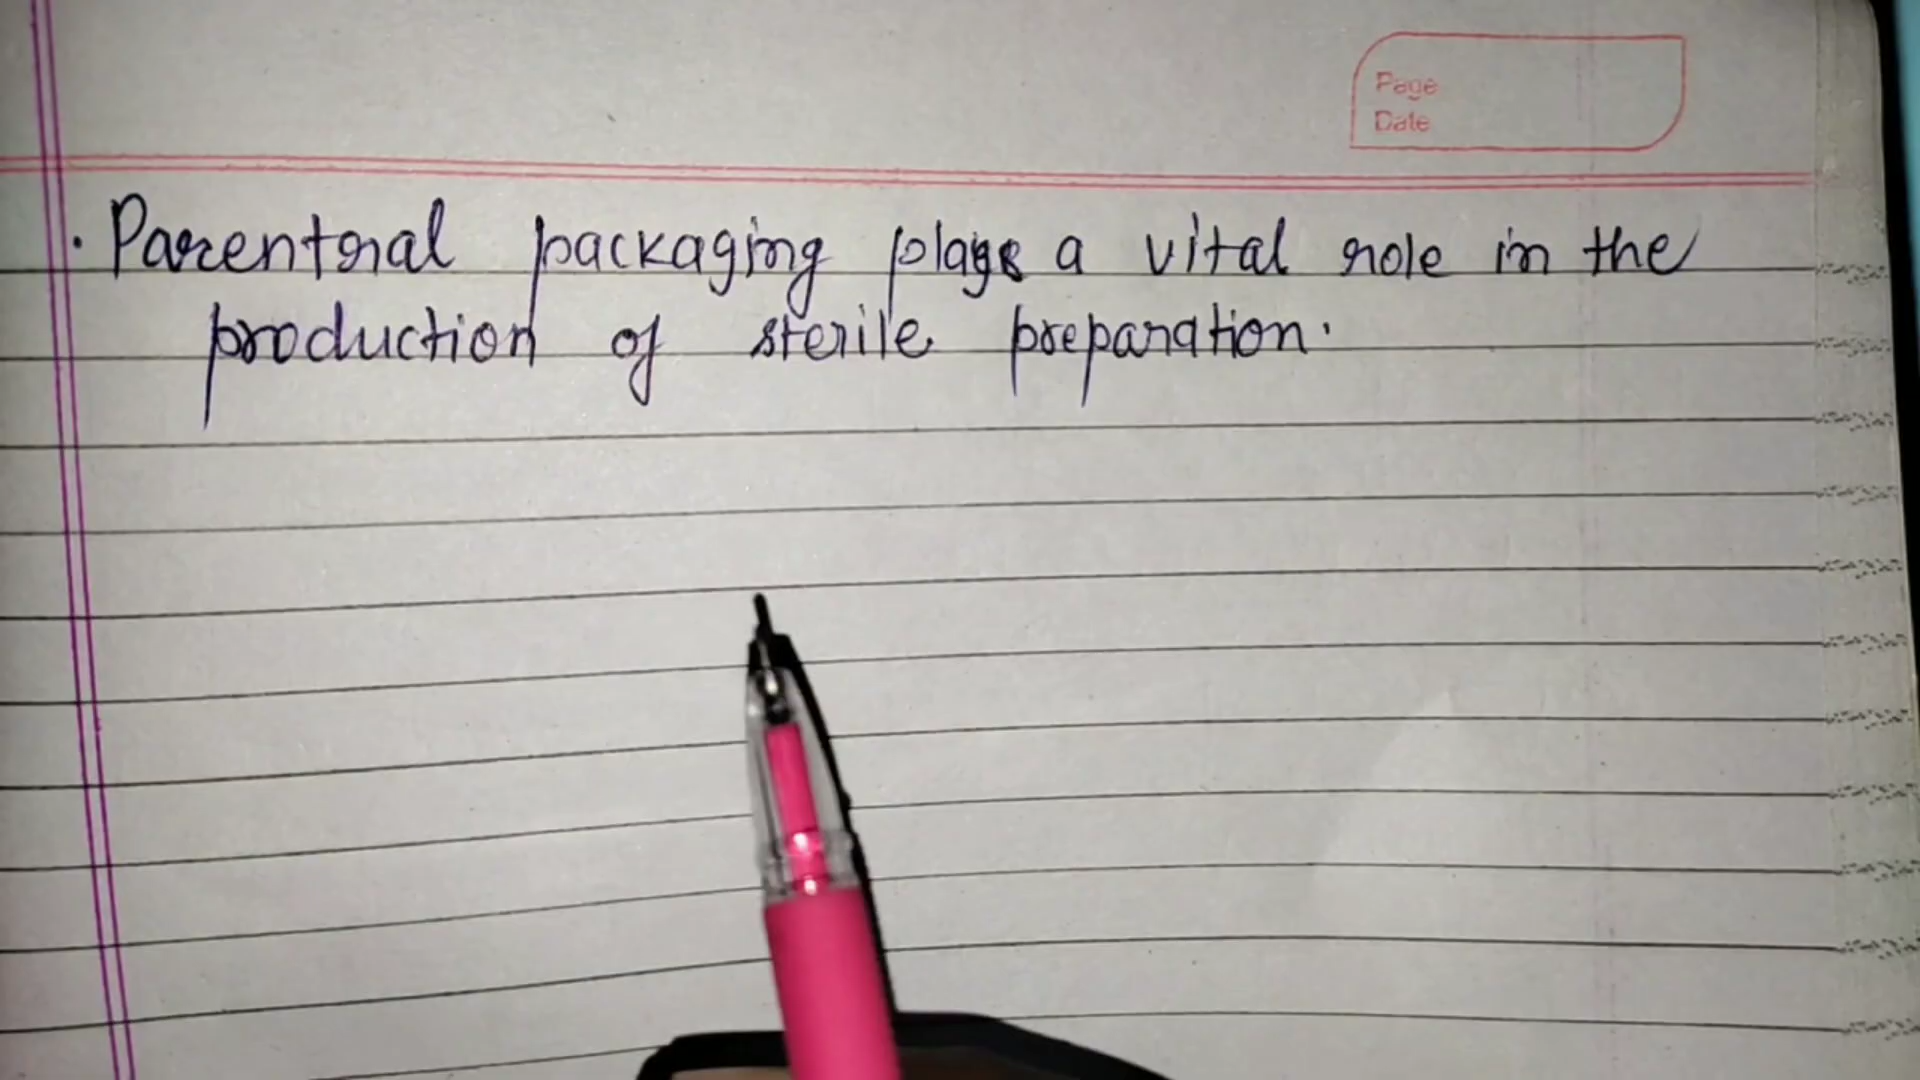 Page
Date
· Parentral packaging plays a vital role in the
production of sterile preparation.